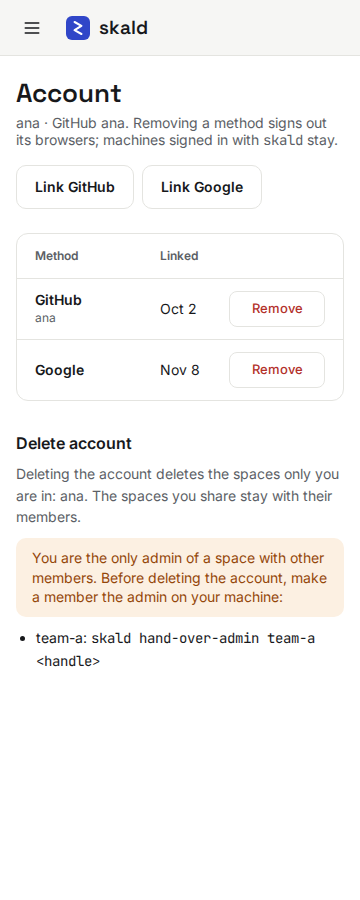 skald
Account
ana · GitHub ana. Removing a method signs out
its browsers; machines signed in with skald stay.
Link GitHub Link Google
Method Linked
GitHub
ana
Oct 2 Remove
Google Nov 8 Remove
Delete account
Deleting the account deletes the spaces only you
are in: ana. The spaces you share stay with their
members.
You are the only admin of a space with other
members. Before deleting the account, make
a member the admin on your machine:
• team-a: skald hand-over-admin team-a
<handle>